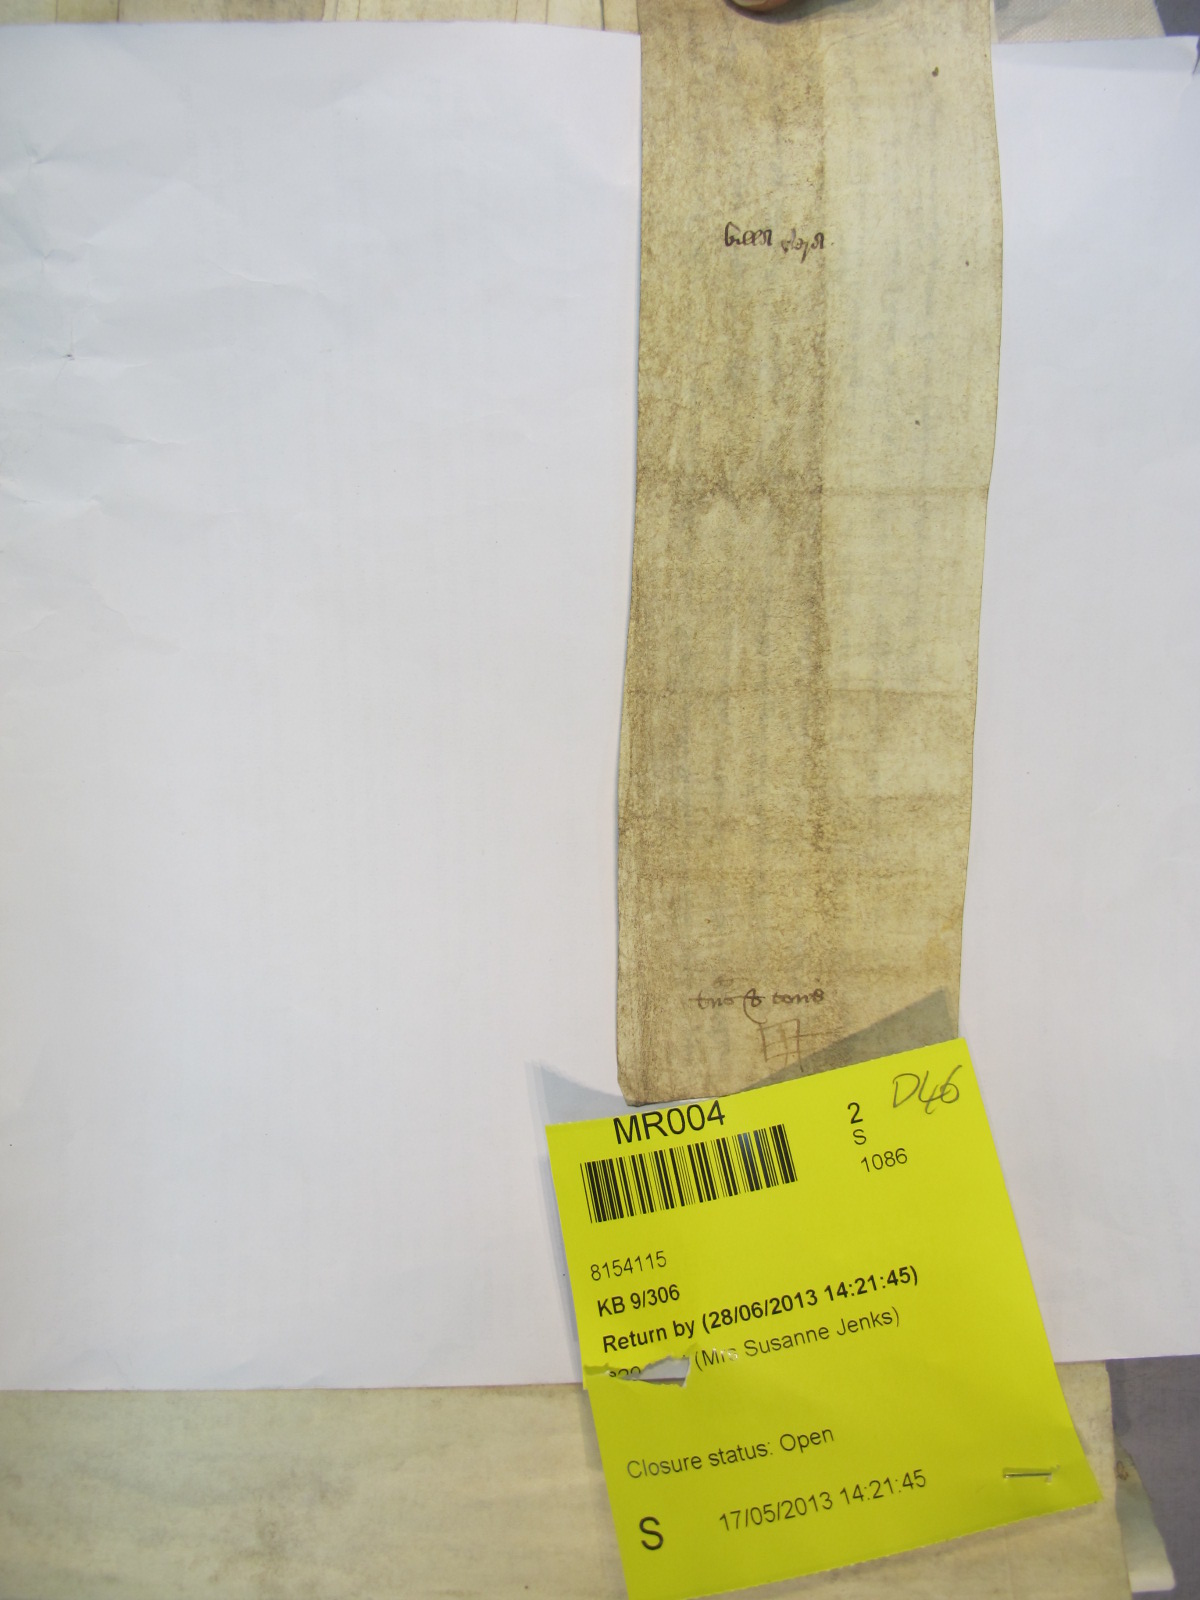 MR004
2
D46
S
1086
8154115
KB 9/306
Return by (28/06/2013 14:21:45)
(Mrs Susanne Jenks)
Closure status: Open
S
17/05/2013 14:21:45